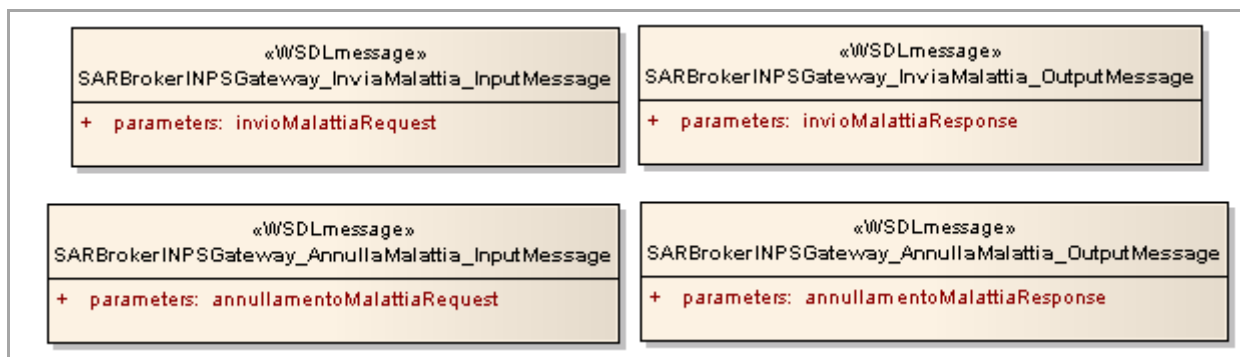 «WSDLmessage»
SARBrokerINPSGateway_InviaMalattia_InputMessage
+ parameters: invioMalattiaRequest
«WSDLmessage»
SARBrokerINPSGateway_InviaMalattia_OutputMessage
+ parameters: invioMalattiaResponse
«WSDLmessage»
SARBrokerINPSGateway_AnnullaMalattia_InputMessage
+ parameters: annullamentoMalattiaRequest
«WSDLmessage»
SARBrokerINPSGateway_AnnullaMalattia_OutputMessage
+ parameters: annullamentoMalattiaResponse